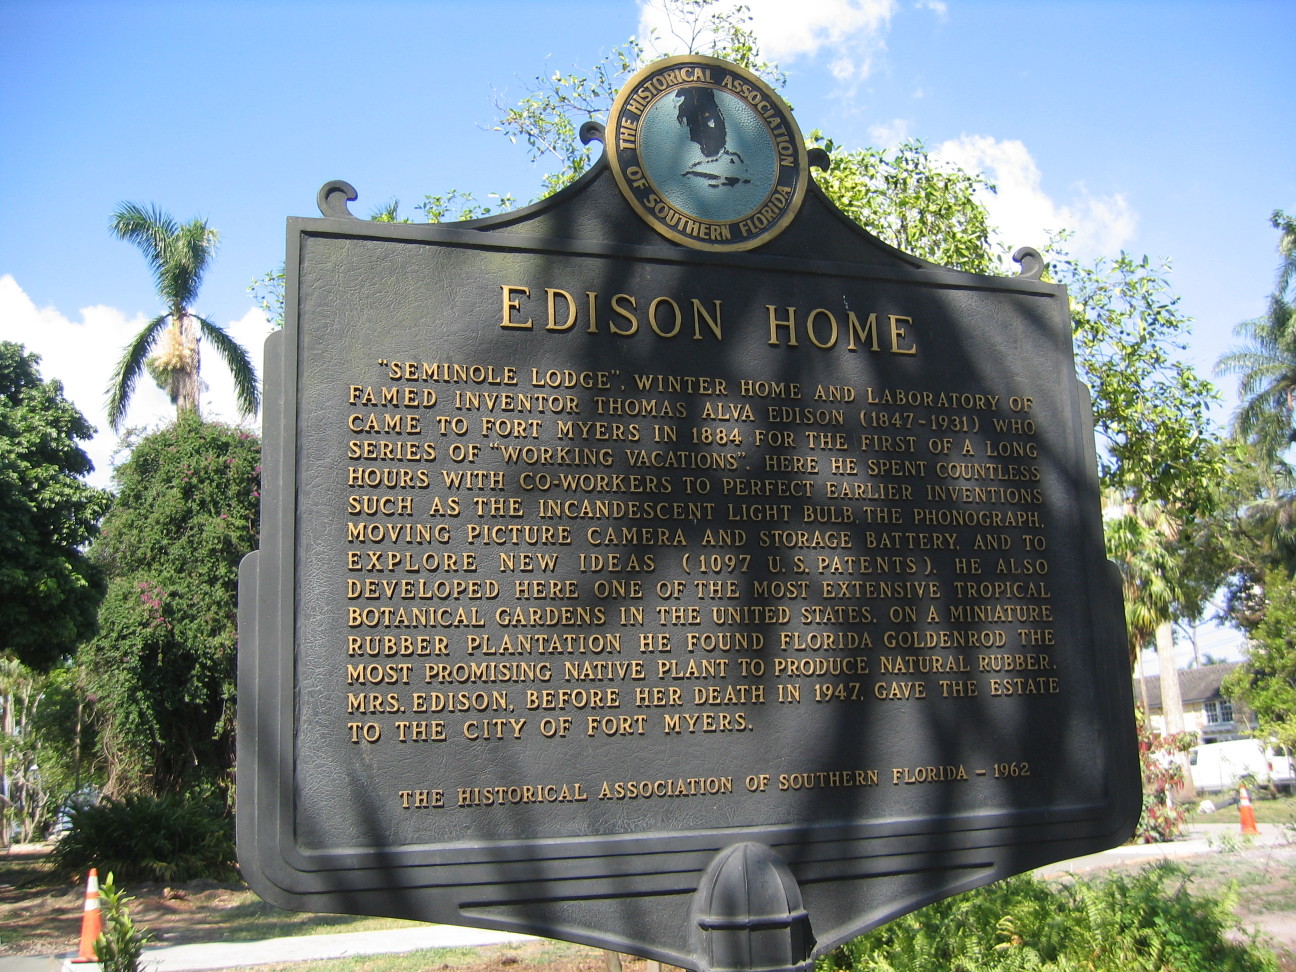 THE HISTORICAL ASSOCIATION
OF SOUTHERN FLORIDA
EDISON HOME
"SEMINOLE LODGE", WINTER HOME AND LABORATORY OF
FAMED INVENTOR THOMAS ALVA EDISON (1847-1931) WHO
CAME TO FORT MYERS IN 1884 FOR THE FIRST OF A LONG
SERIES OF "WORKING VACATIONS". HERE HE SPENT COUNTLESS
HOURS WITH CO-WORKERS TO PERFECT EARLIER INVENTIONS
SUCH AS THE INCANDESCENT LIGHT BULB, THE PHONOGRAPH,
MOVING PICTURE CAMERA AND STORAGE BATTERY, AND TO
EXPLORE NEW IDEAS (1097 U.S. PATENTS). HE ALSO
DEVELOPED HERE ONE OF THE MOST EXTENSIVE TROPICAL
BOTANICAL GARDENS IN THE UNITED STATES. ON A MINIATURE
RUBBER PLANTATION HE FOUND FLORIDA GOLDENROD THE
MOST PROMISING NATIVE PLANT TO PRODUCE NATURAL RUBBER.
MRS. EDISON, BEFORE HER DEATH IN 1947, GAVE THE ESTATE
TO THE CITY OF FORT MYERS.
THE HISTORICAL ASSOCIATION OF SOUTHERN FLORIDA – 1962